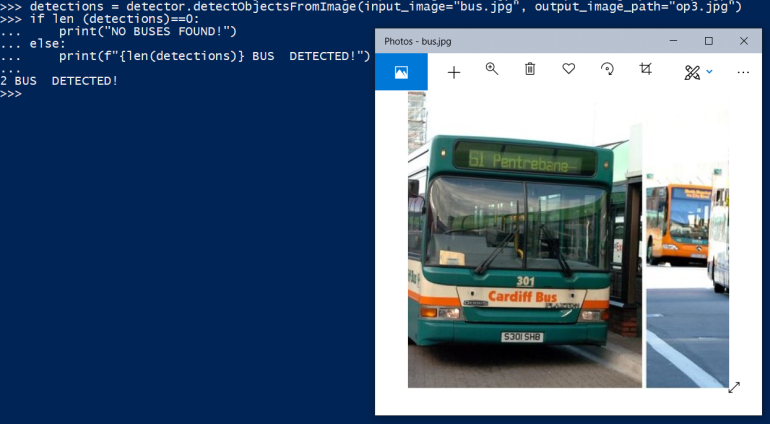 >>> detections = detector.detectObjectsFromImage(input_image="bus.jpg", output_image_path="op3.jpg")
>>> if len (detections)==0:
...     print("NO BUSES FOUND!")
... else:
...     print(f"{len(detections)} BUS  DETECTED!")
...
2 BUS  DETECTED!
>>>
Photos - bus.jpg
61 Pentrebane
301
Cardiff Bus
S301 SHB